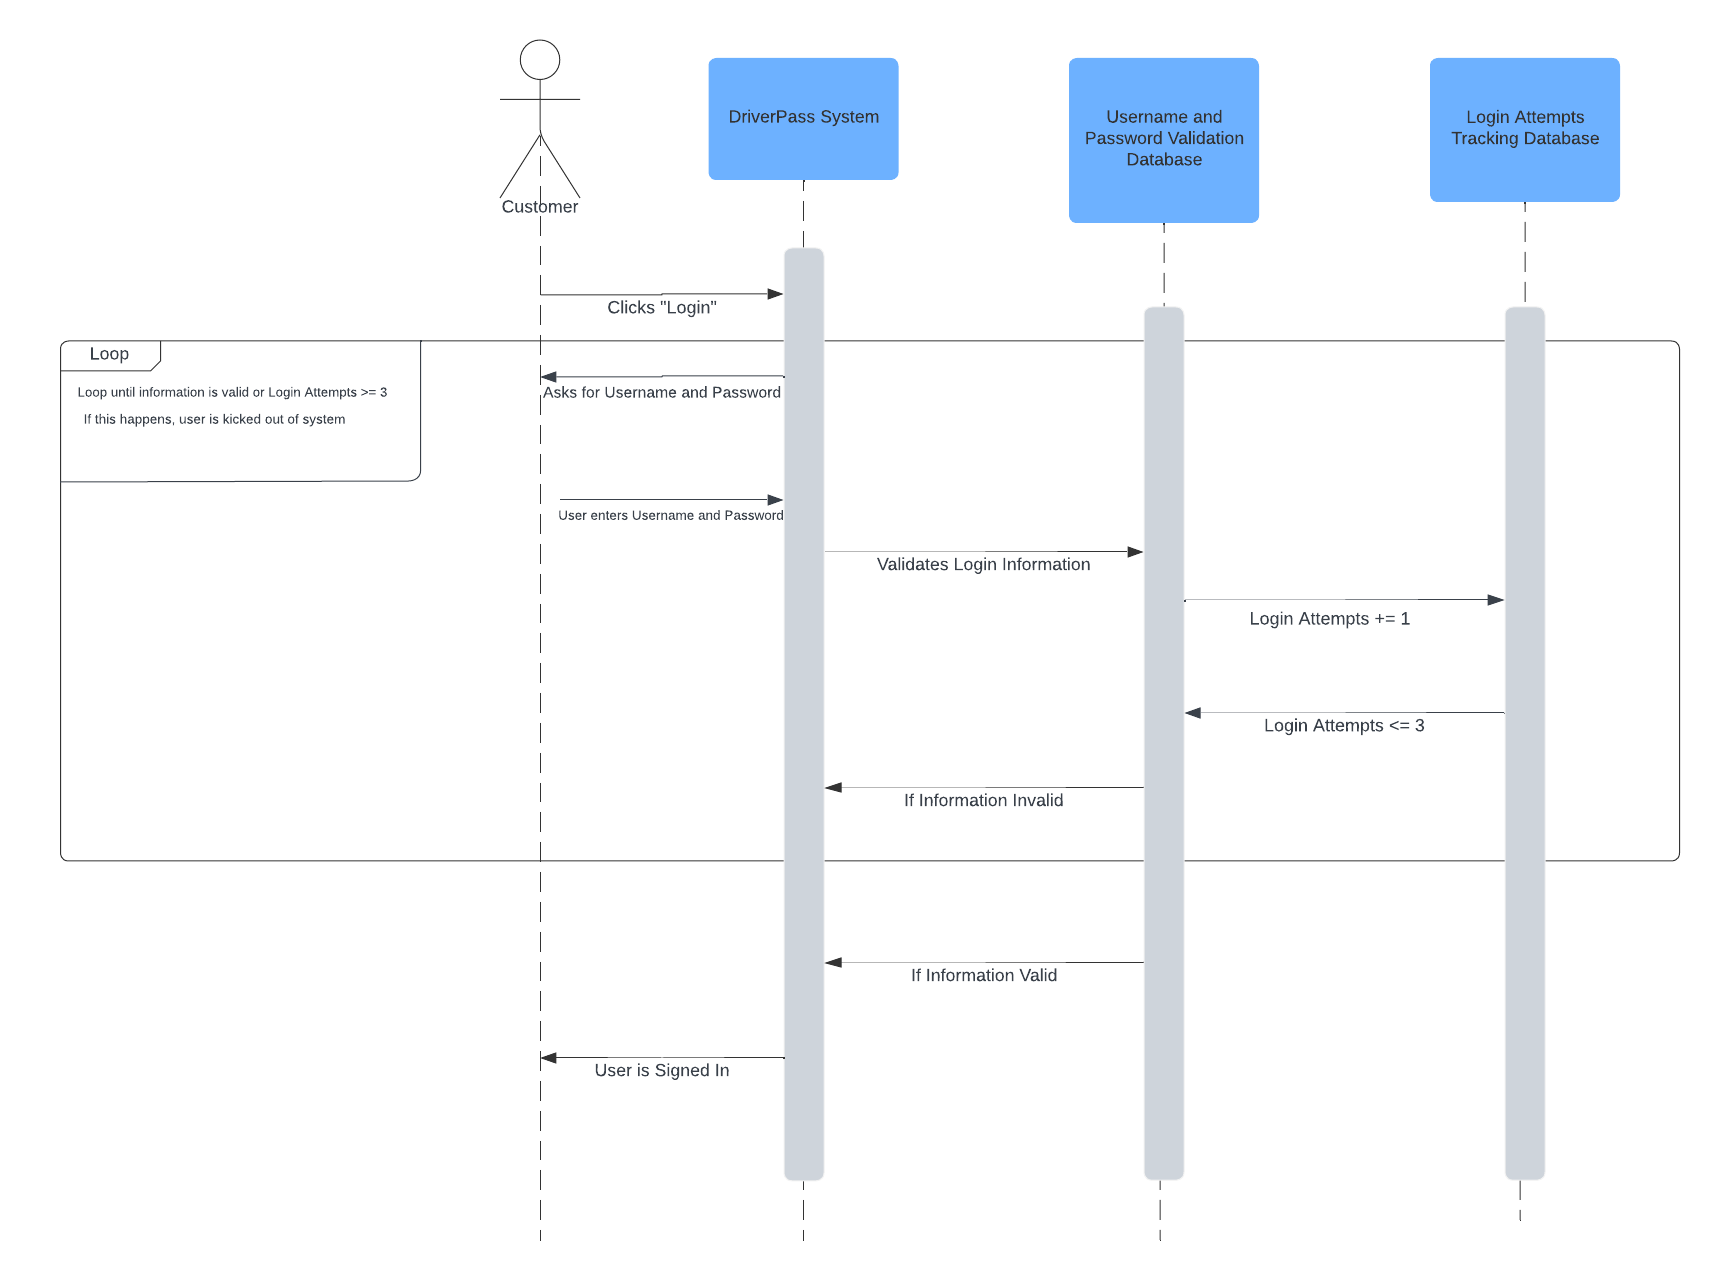 Customer
DriverPass System
Username and
Password Validation
Database
Login Attempts
Tracking Database
Clicks "Login"
Loop
Loop until information is valid or Login Attempts >= 3
If this happens, user is kicked out of system
Asks for Username and Password
User enters Username and Password
Validates Login Information
Login Attempts += 1
Login Attempts <= 3
If Information Invalid
If Information Valid
User is Signed In